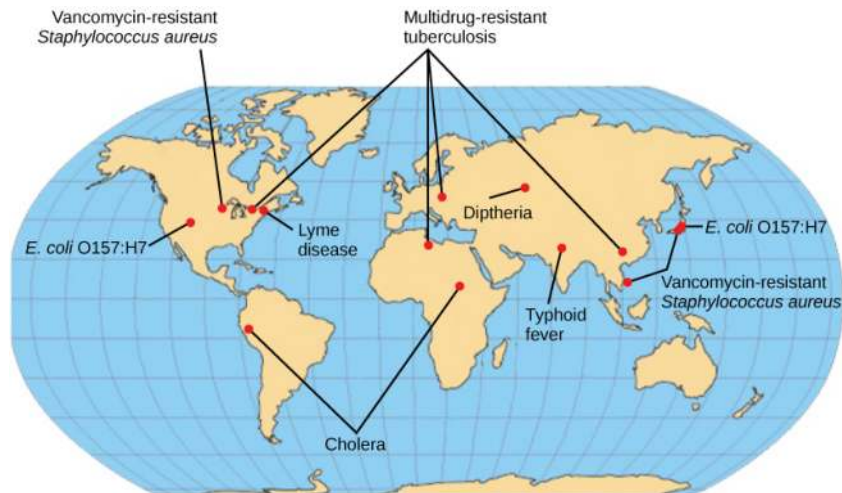 Vancomycin-resistant
Staphylococcus aureus
Multidrug-resistant
tuberculosis
E. coli O157:H7
Lyme
disease
Diptheria
E. coli O157:H7
Typhoid
fever
Vancomycin-resistant
Staphylococcus aureus
Cholera